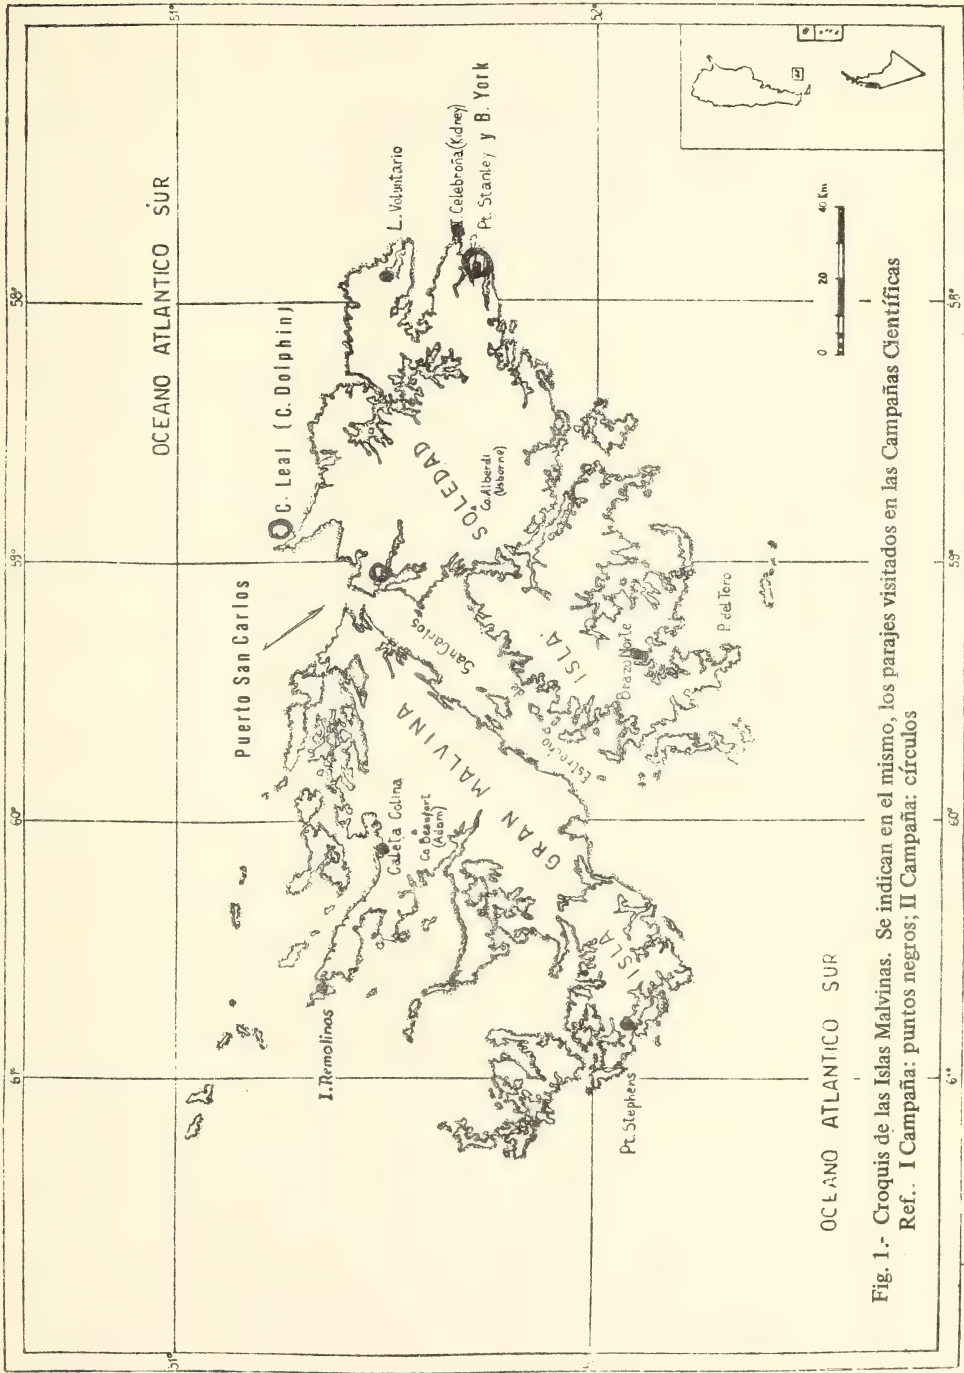 61°
60°
59°
58°
51°
51°
52°
OCEANO ATLANTICO SUR
Puerto San Carlos
C. Leal (C. Dolphin)
L. Voluntario
I. Celebroña (Kidney)
Pt. Stanley y B. York
I. Remolinos
Caleta Colina
Co Beaufort
(Adam)
GRAN MALVINA
ISLA
Estrecho San Carlos
SOLEDAD
ISLA
Co. Alberdi
(Usborne)
Brazo Norte
P. del Toro
Pt. Stephens
OCEANO ATLANTICO SUR
0 20 40 Km
60°
59°
58°
Fig. 1.- Croquis de las Islas Malvinas. Se indican en el mismo, los parajes visitados en las Campañas Científicas
Ref.. I Campaña: puntos negros; II Campaña: círculos